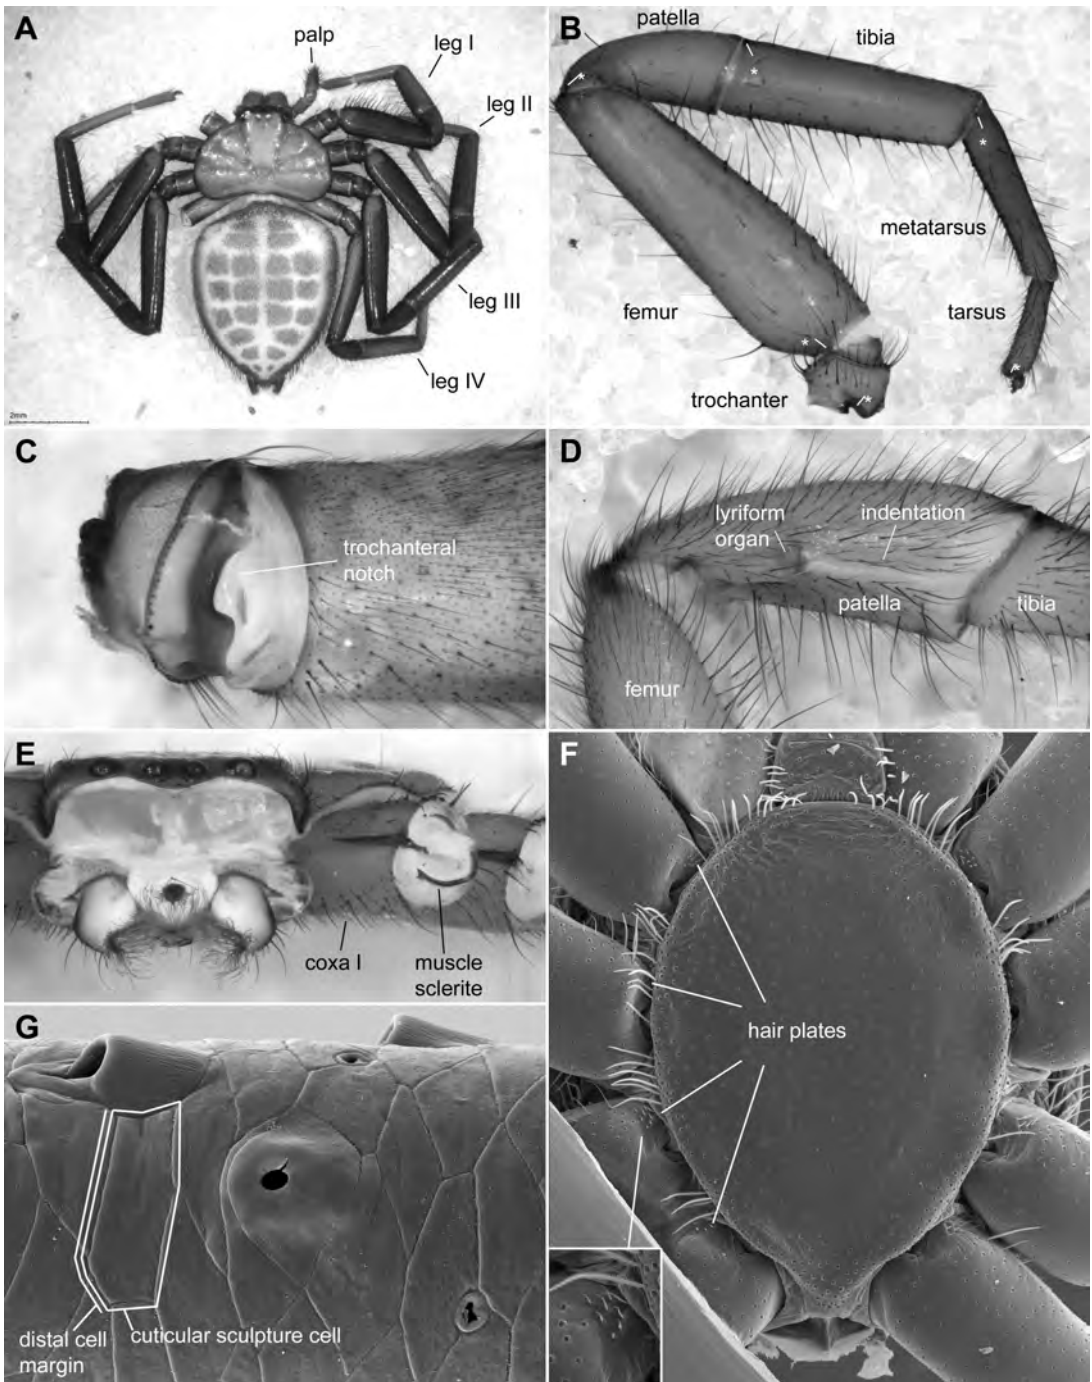 A
palp
leg I
leg II
leg III
leg IV
2mm
B
patella
tibia
*
*
*
metatarsus
femur
tarsus
*
trochanter
*
*
C
trochanteral
notch
D
lyriform
organ
indentation
patella
tibia
femur
E
coxa I
muscle
sclerite
F
hair plates
G
distal cell
margin
cuticular sculpture cell